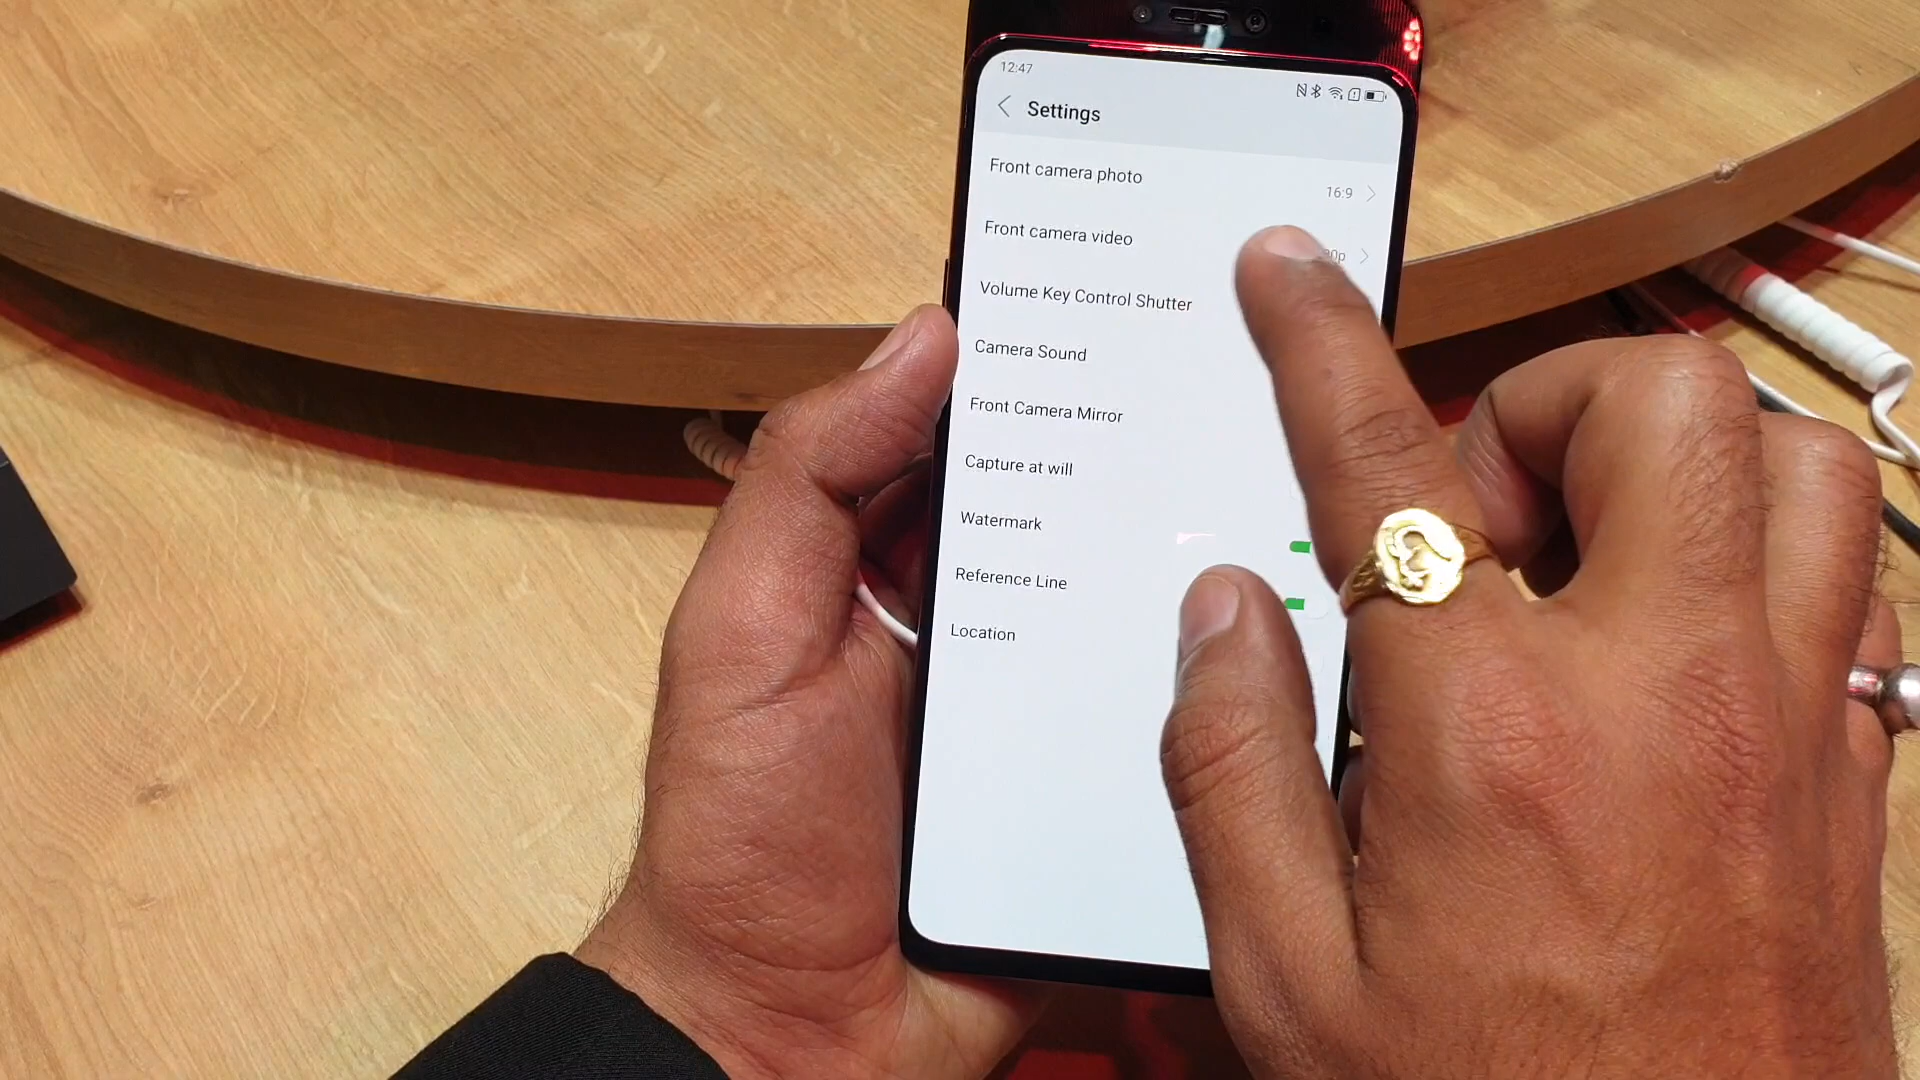 12:47
Settings
Front camera photo
16:9
Front camera video
Volume Key Control Shutter
Camera Sound
Front Camera Mirror
Capture at will
Watermark
Reference Line
Location